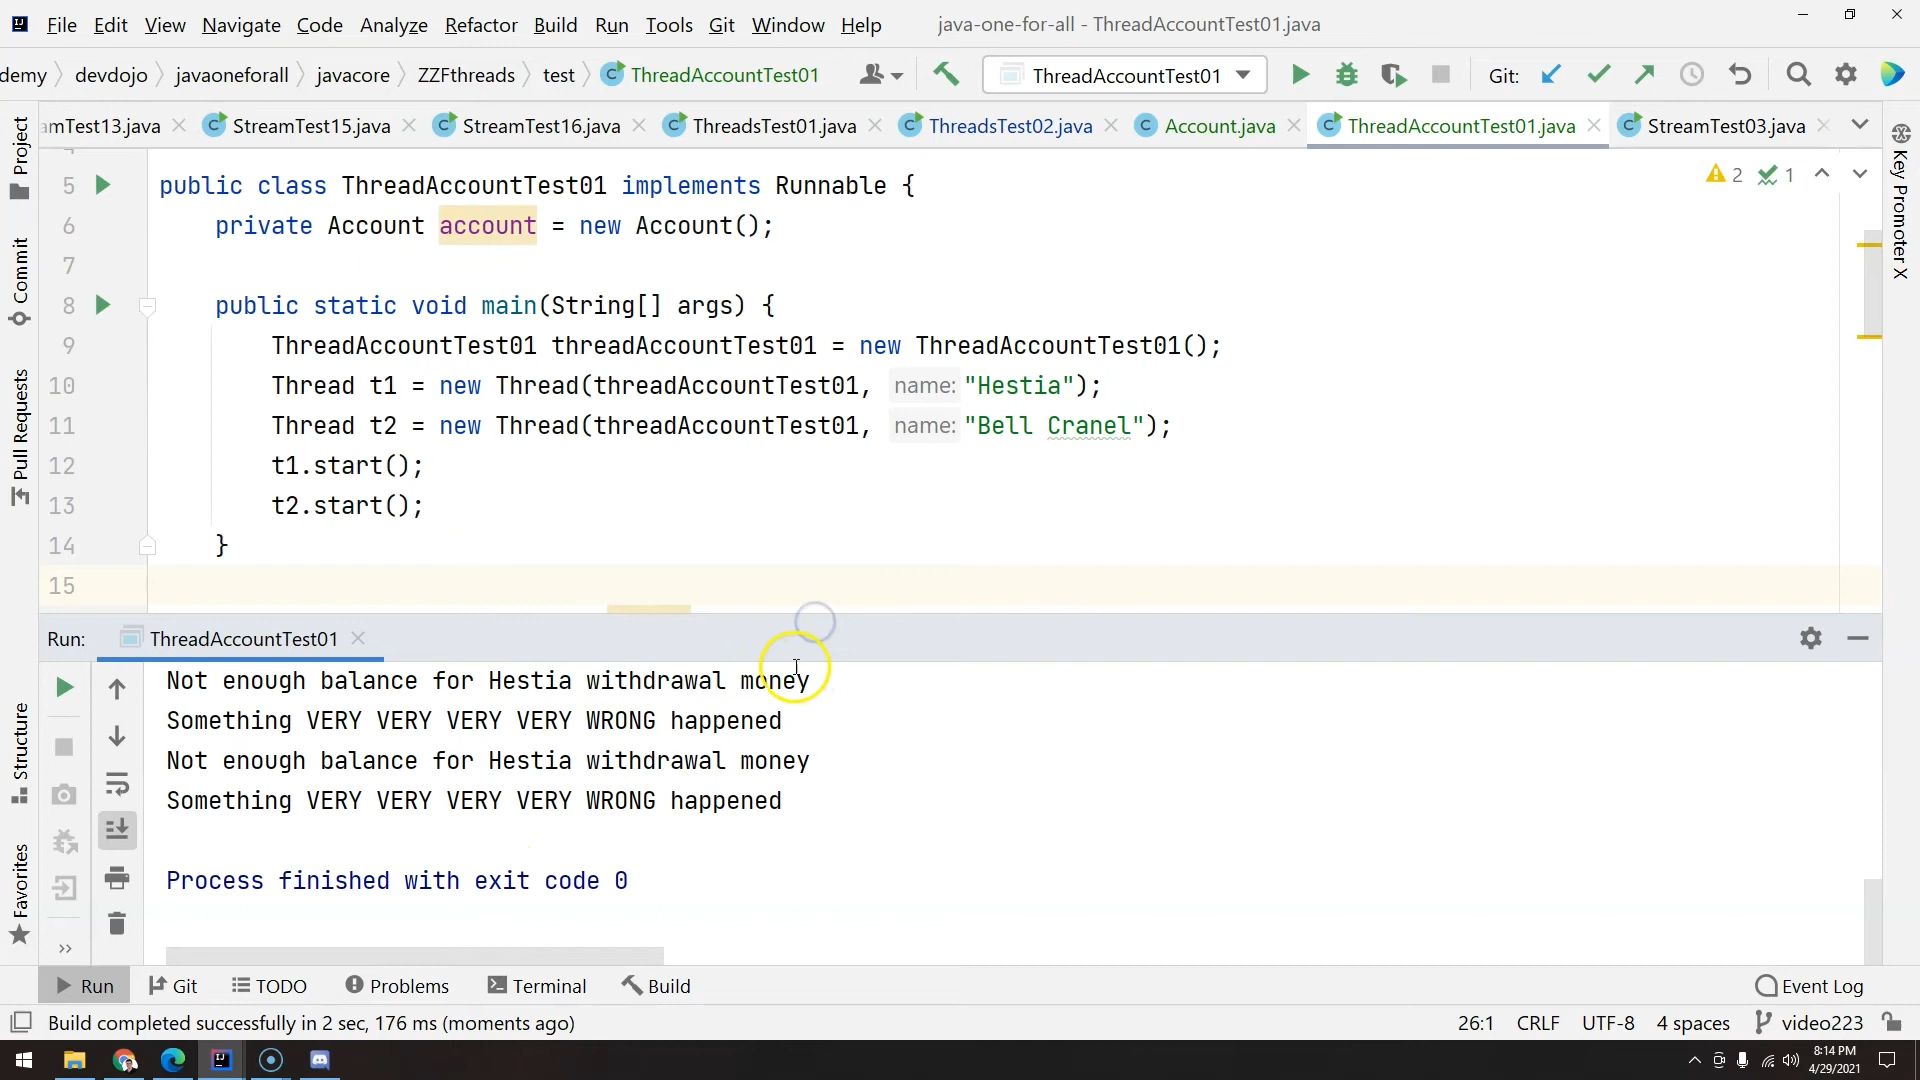 File Edit View Navigate Code Analyze Refactor Build Run Tools Git Window Help java-one-for-all - ThreadAccountTest01.java
demy devdojo javaoneforall javacore ZZFthreads test ThreadAccountTest01 ThreadAccountTest01 Git:
amTest13.java StreamTest15.java StreamTest16.java ThreadsTest01.java ThreadsTest02.java Account.java ThreadAccountTest01.java StreamTest03.java
Project
Commit
Pull Requests
Structure
Favorites
Key Promoter X
2 1
5 public class ThreadAccountTest01 implements Runnable {
6 private Account account = new Account();
7
8 public static void main(String[] args) {
9 ThreadAccountTest01 threadAccountTest01 = new ThreadAccountTest01();
10 Thread t1 = new Thread(threadAccountTest01, name: "Hestia");
11 Thread t2 = new Thread(threadAccountTest01, name: "Bell Cranel");
12 t1.start();
13 t2.start();
14 }
15
Run: ThreadAccountTest01
Not enough balance for Hestia withdrawal money
Something VERY VERY VERY VERY WRONG happened
Not enough balance for Hestia withdrawal money
Something VERY VERY VERY VERY WRONG happened
Process finished with exit code 0
Run Git TODO Problems Terminal Build Event Log
Build completed successfully in 2 sec, 176 ms (moments ago) 26:1 CRLF UTF-8 4 spaces video223
8:14 PM
4/29/2021